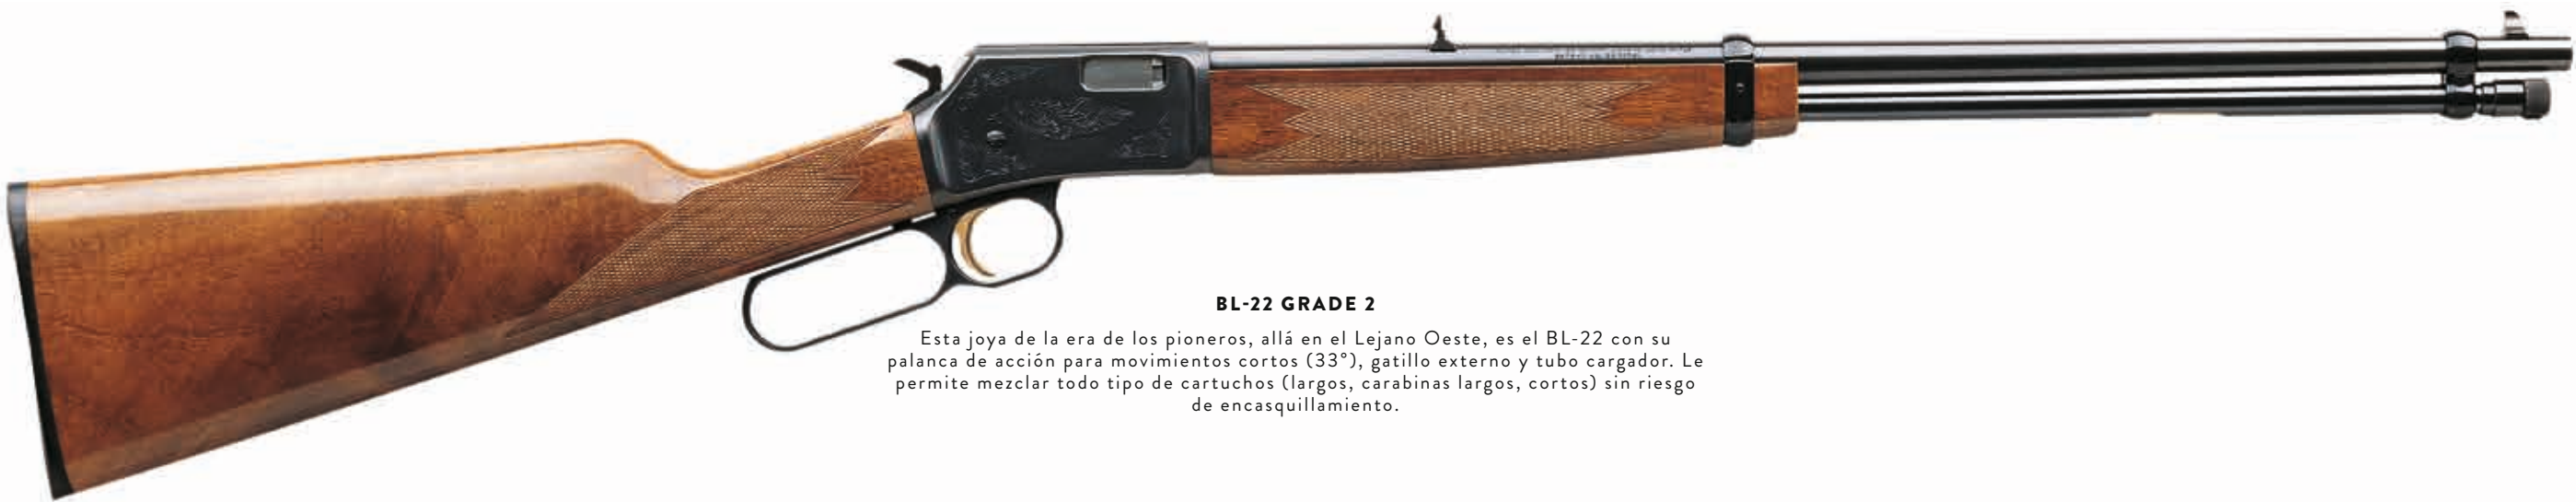 BL-22 GRADE 2
Esta joya de la era de los pioneros, allá en el Lejano Oeste, es el BL-22 con su
palanca de acción para movimientos cortos (33°), gatillo externo y tubo cargador. Le
permite mezclar todo tipo de cartuchos (largos, carabinas largos, cortos) sin riesgo
de encasquillamiento.